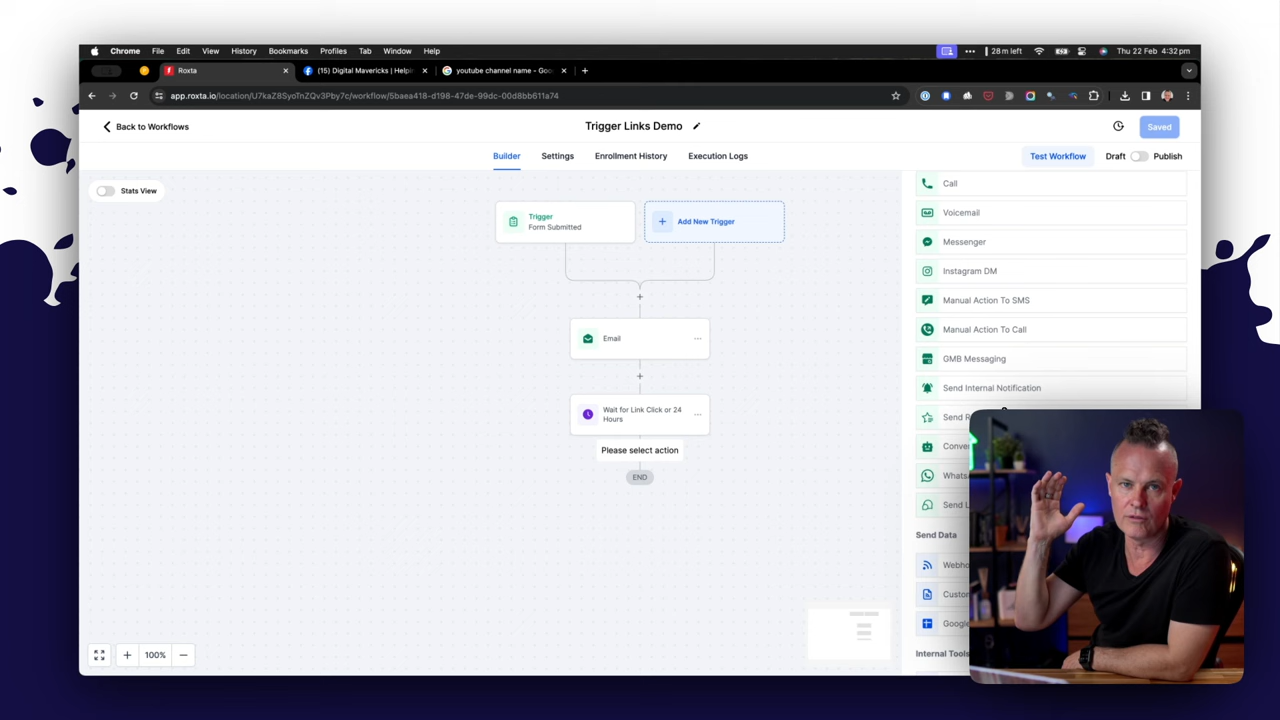 Chrome File Edit View History Bookmarks Profiles Tab Window Help
28 m left Thu 22 Feb 4:32 pm
Roxta
(15) Digital Mavericks | Helpin
youtube channel name - Goo
app.roxta.io/location/U7kaZ8SyoTnZQv3Pby7c/workflow/5baea418-d198-47de-99dc-00d8bb611a74
Back to Workflows
Trigger Links Demo
Saved
Builder Settings Enrollment History Execution Logs
Test Workflow Draft Publish
Stats View
Trigger
Form Submitted
Add New Trigger
Email
Wait for Link Click or 24
Hours
Please select action
END
100%
Call
Voicemail
Messenger
Instagram DM
Manual Action To SMS
Manual Action To Call
GMB Messaging
Send Internal Notification
Send R
Conve
Whats
Send L
Send Data
Webho
Custo
Google
Internal Tools